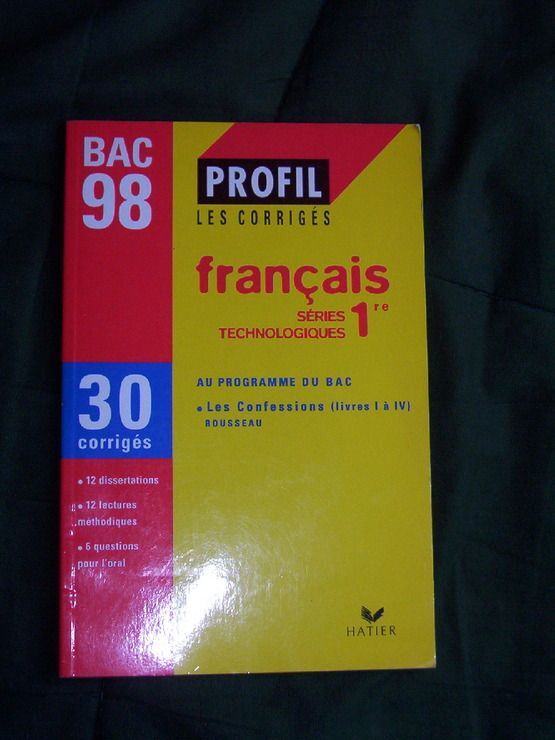 BAC
98
PROFIL
LES CORRIGÉS
français
SÉRIES
TECHNOLOGIQUES 1re
AU PROGRAMME DU BAC
• Les Confessions (livres I à IV)
ROUSSEAU
30
corrigés
• 12 dissertations
• 12 lectures
méthodiques
• 6 questions
pour l'oral
HATIER